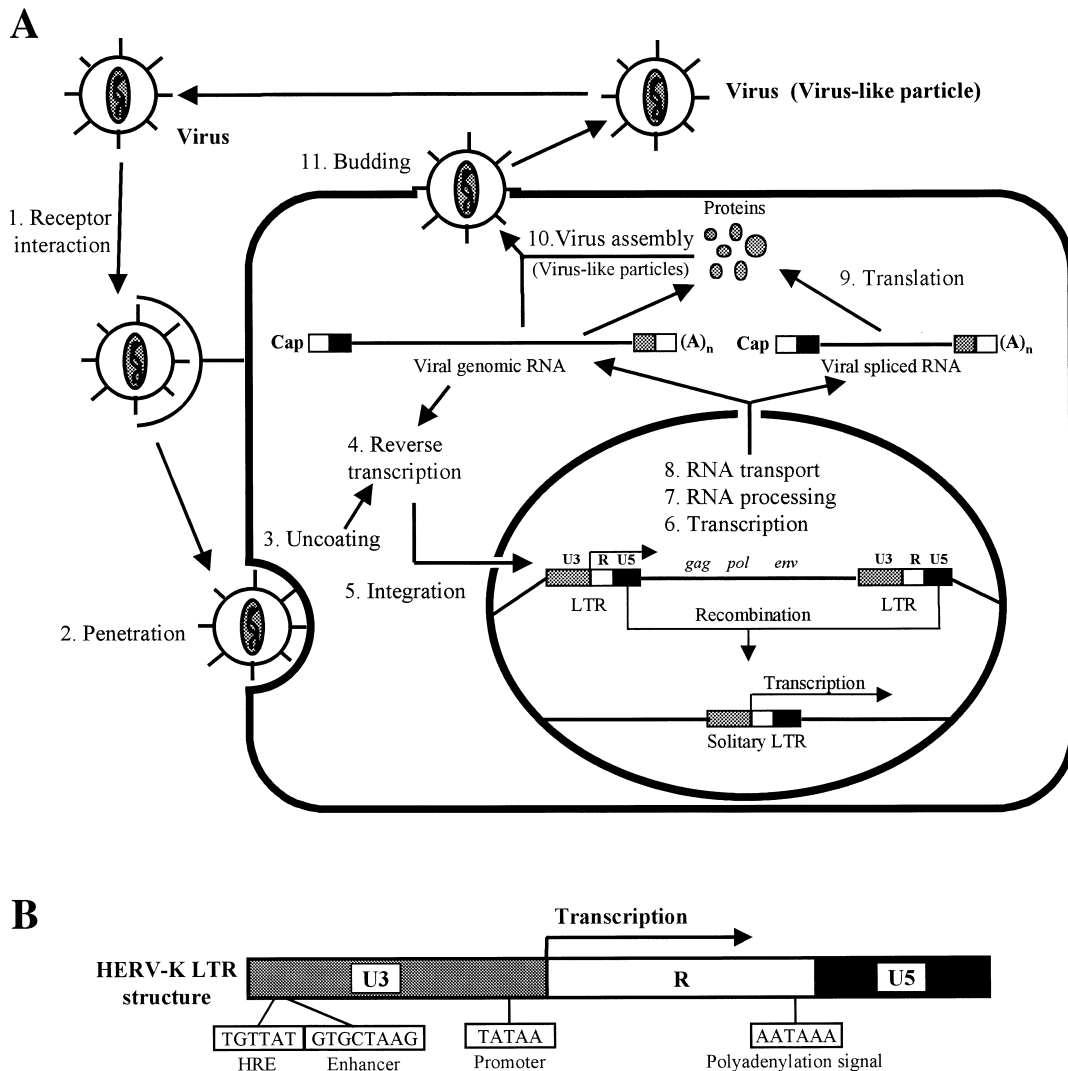 A
Virus (Virus-like particle)
Virus
11. Budding
1. Receptor
interaction
Proteins
10.Virus assembly
(Virus-like particles)
9. Translation
Cap
(A)n
Cap
(A)n
Viral genomic RNA
Viral spliced RNA
4. Reverse
transcription
8. RNA transport
7. RNA processing
6. Transcription
3. Uncoating
U3 R U5
gag pol env
U3 R U5
5. Integration
LTR
LTR
Recombination
2. Penetration
Transcription
Solitary LTR
B
Transcription
HERV-K LTR
structure
U3
R
U5
TGTTAT
GTGCTAAG
TATAA
AATAAA
HRE
Enhancer
Promoter
Polyadenylation signal